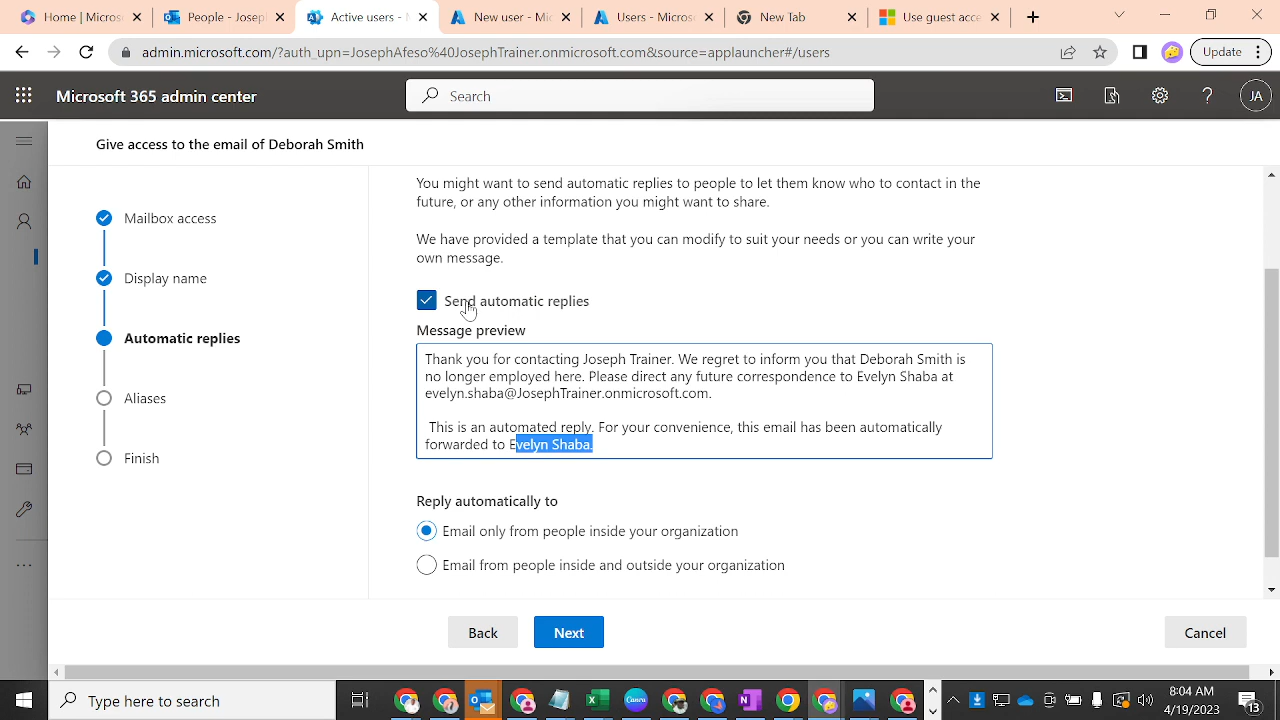 Home | Micros
People - Joseph
Active users - M
New user - Mic
Users - Micros
New Tab
Use guest acce
admin.microsoft.com/?auth_upn=JosephAfeso%40JosephTrainer.onmicrosoft.com&source=applauncher#/users
Update
Microsoft 365 admin center
Search
JA
Give access to the email of Deborah Smith
Mailbox access
Display name
Automatic replies
Aliases
Finish
You might want to send automatic replies to people to let them know who to contact in the
future, or any other information you might want to share.
We have provided a template that you can modify to suit your needs or you can write your
own message.
Send automatic replies
Message preview
Thank you for contacting Joseph Trainer. We regret to inform you that Deborah Smith is
no longer employed here. Please direct any future correspondence to Evelyn Shaba at
evelyn.shaba@JosephTrainer.onmicrosoft.com.
This is an automated reply. For your convenience, this email has been automatically
forwarded to Evelyn Shaba.
Reply automatically to
Email only from people inside your organization
Email from people inside and outside your organization
Back
Next
Cancel
Type here to search
8:04 AM
4/19/2023
13